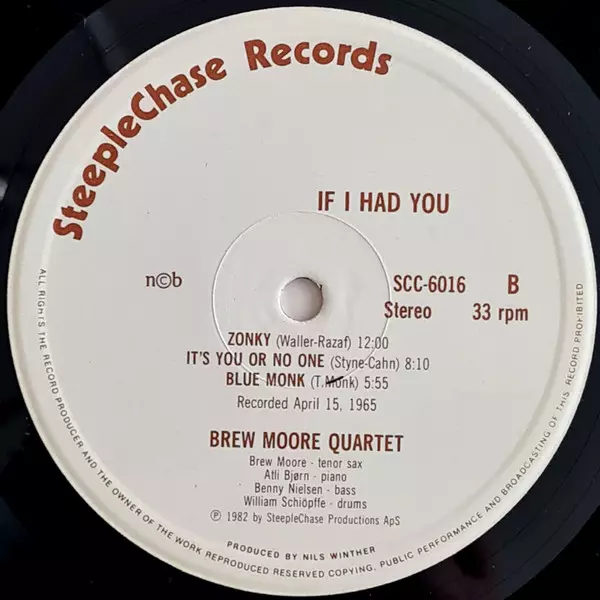 SteepleChase Records
IF I HAD YOU
n©b
SCC-6016 B
Stereo 33 rpm
ZONKY (Waller-Razaf) 12:00
IT'S YOU OR NO ONE (Styne-Cahn) 8:10
BLUE MONK (T.Monk) 5:55
Recorded April 15, 1965
BREW MOORE QUARTET
Brew Moore - tenor sax
Atli Bjørn - piano
Benny Nielsen - bass
William Schiöpffe - drums
℗ 1982 by SteepleChase Productions ApS
PRODUCED BY NILS WINTHER
ALL RIGHTS THE RECORD PRODUCER AND THE OWNER OF THE WORK REPRODUCED RESERVED COPYING, PUBLIC PERFORMANCE AND BROADCASTING OF THIS RECORD PROHIBITED